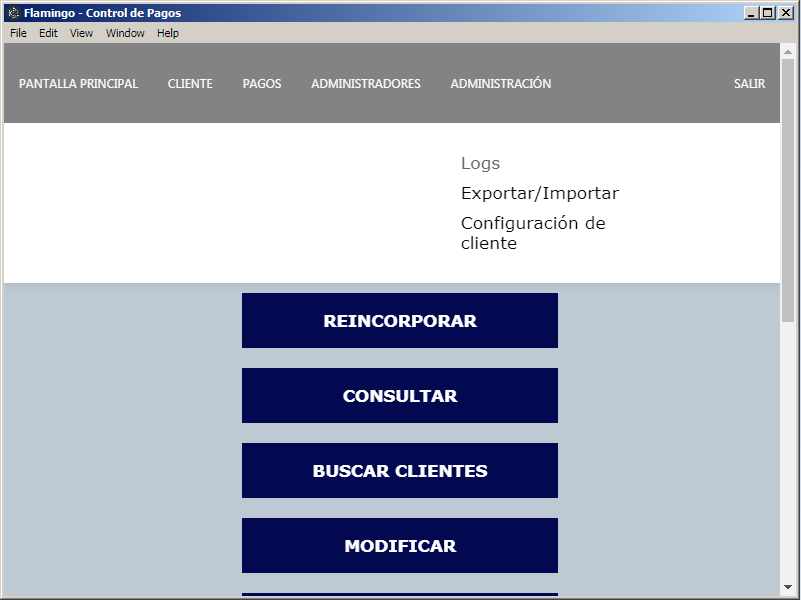 Flamingo - Control de Pagos
File Edit View Window Help
PANTALLA PRINCIPAL CLIENTE PAGOS ADMINISTRADORES ADMINISTRACIÓN SALIR
Logs
Exportar/Importar
Configuración de
cliente
REINCORPORAR
CONSULTAR
BUSCAR CLIENTES
MODIFICAR